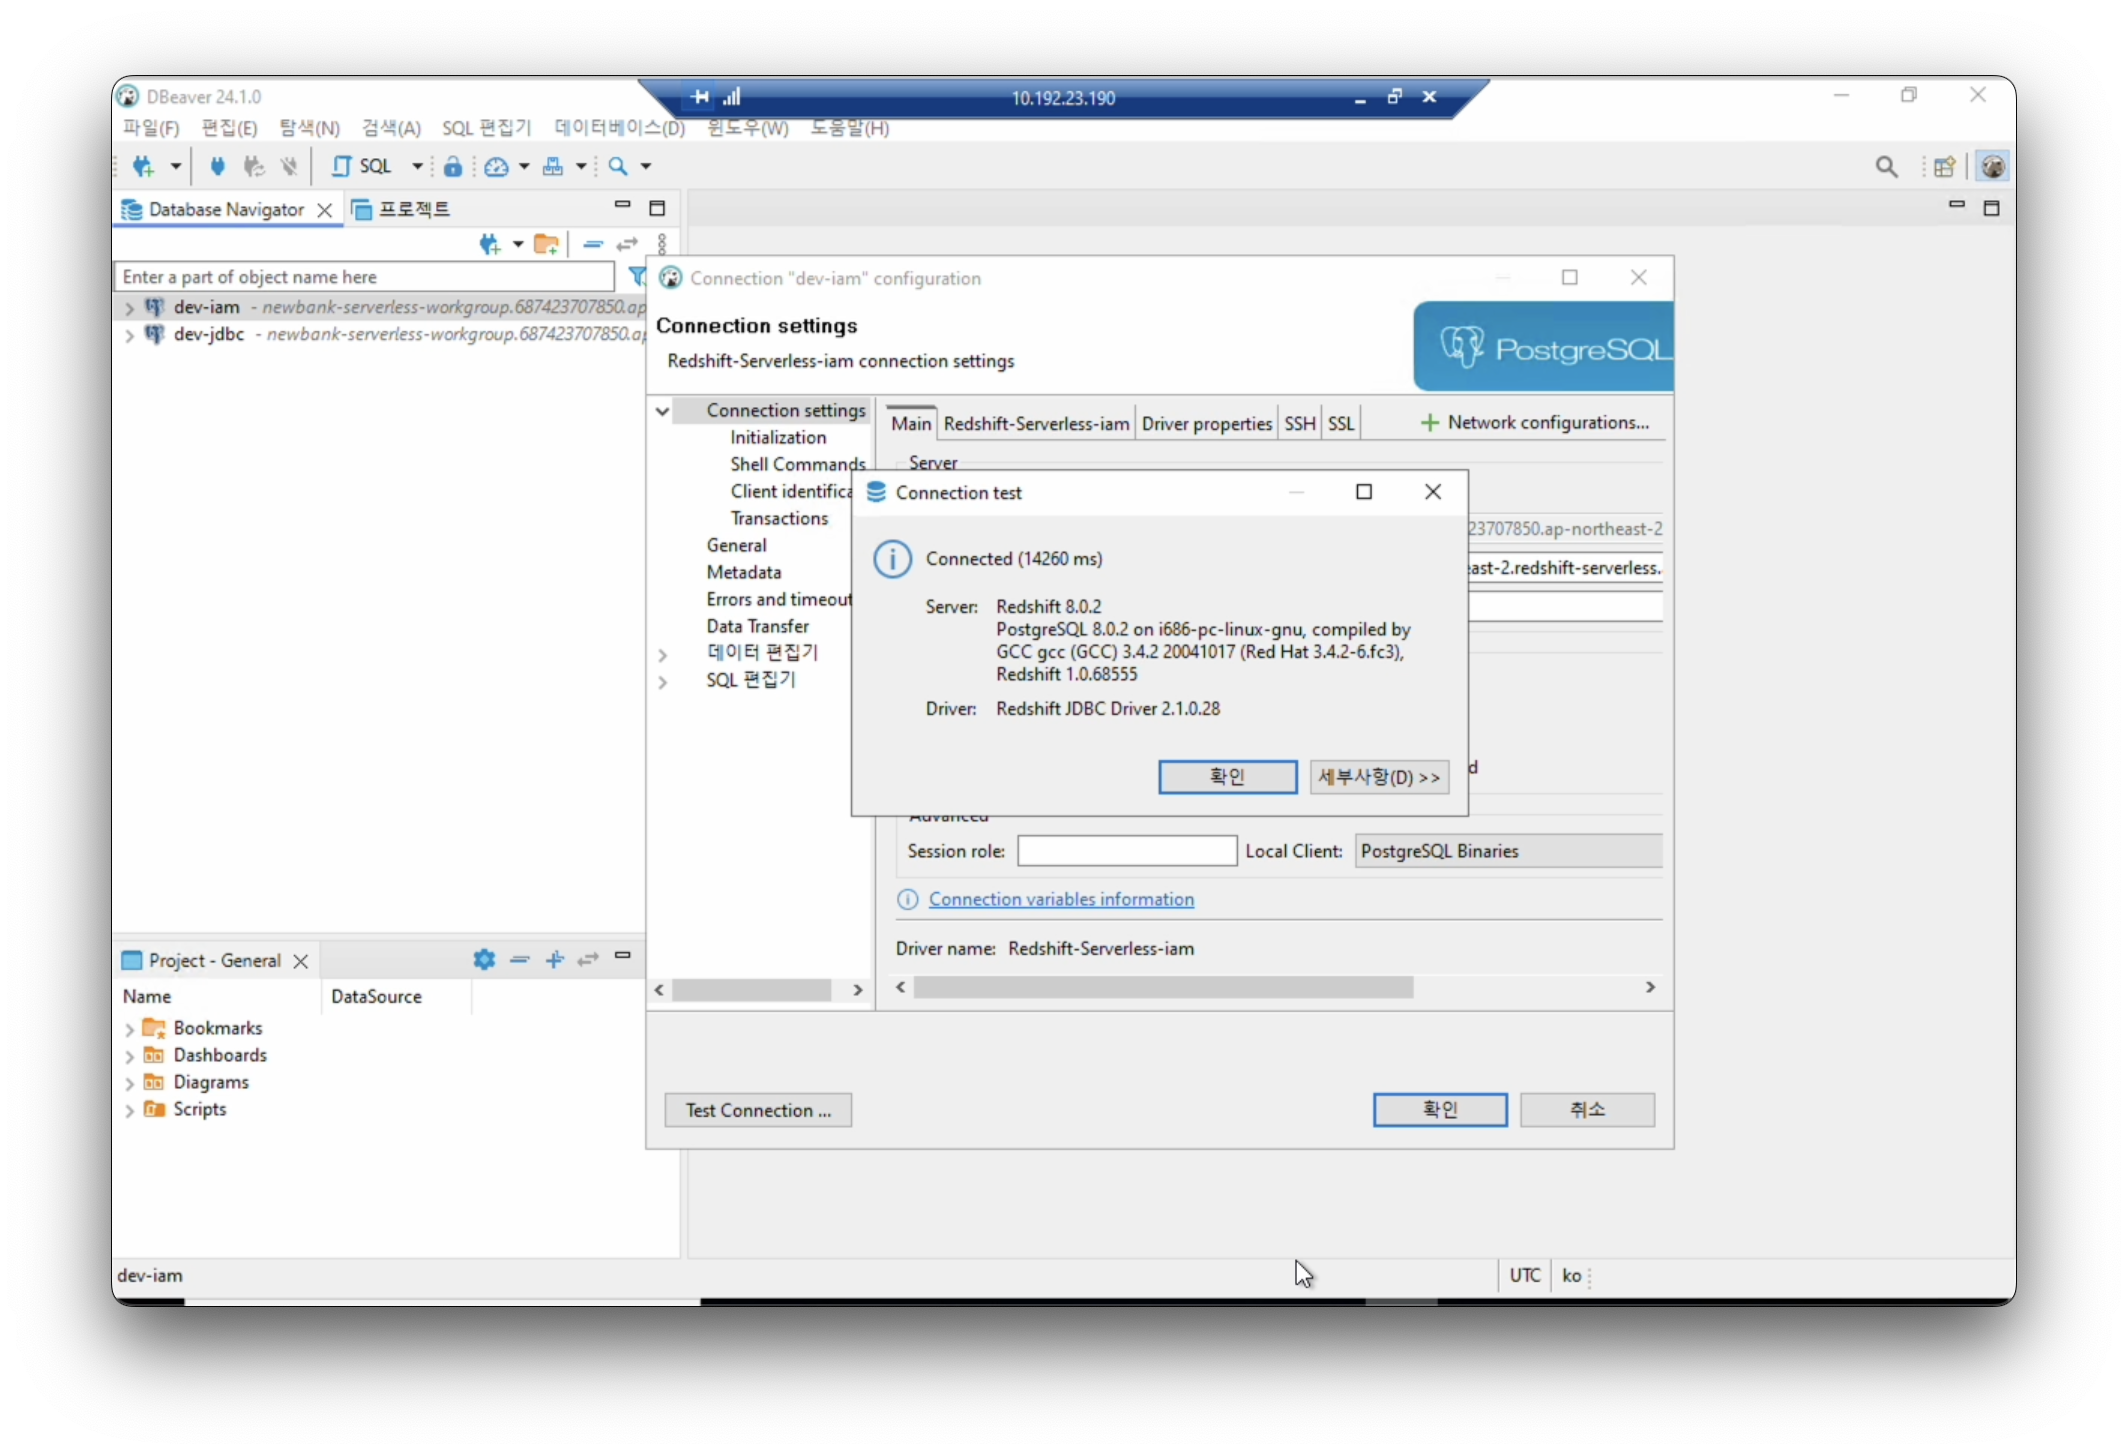 DBeaver 24.1.0
10.192.23.190
파일(F) 편집(E) 탐색(N) 검색(A) SQL 편집기 데이터베이스(D) 윈도우(W) 도움말(H)
SQL
Database Navigator
프로젝트
Enter a part of object name here
dev-iam - newbank-serverless-workgroup.687423707850.ap
dev-jdbc - newbank-serverless-workgroup.687423707850.ap
Connection "dev-iam" configuration
Connection settings
Redshift-Serverless-iam connection settings
PostgreSQL
Connection settings
Initialization
Shell Commands
Client identifica
Transactions
General
Metadata
Errors and timeout
Data Transfer
데이터 편집기
SQL 편집기
Main Redshift-Serverless-iam Driver properties SSH SSL
Network configurations...
Server
23707850.ap-northeast-2
ast-2.redshift-serverless.
Connection test
Connected (14260 ms)
Server: Redshift 8.0.2
PostgreSQL 8.0.2 on i686-pc-linux-gnu, compiled by
GCC gcc (GCC) 3.4.2 20041017 (Red Hat 3.4.2-6.fc3),
Redshift 1.0.68555
Driver: Redshift JDBC Driver 2.1.0.28
확인
세부사항(D) >>
d
Advanced
Session role:
Local Client: PostgreSQL Binaries
Connection variables information
Driver name: Redshift-Serverless-iam
Test Connection ...
확인
취소
Project - General
Name DataSource
Bookmarks
Dashboards
Diagrams
Scripts
dev-iam
UTC ko